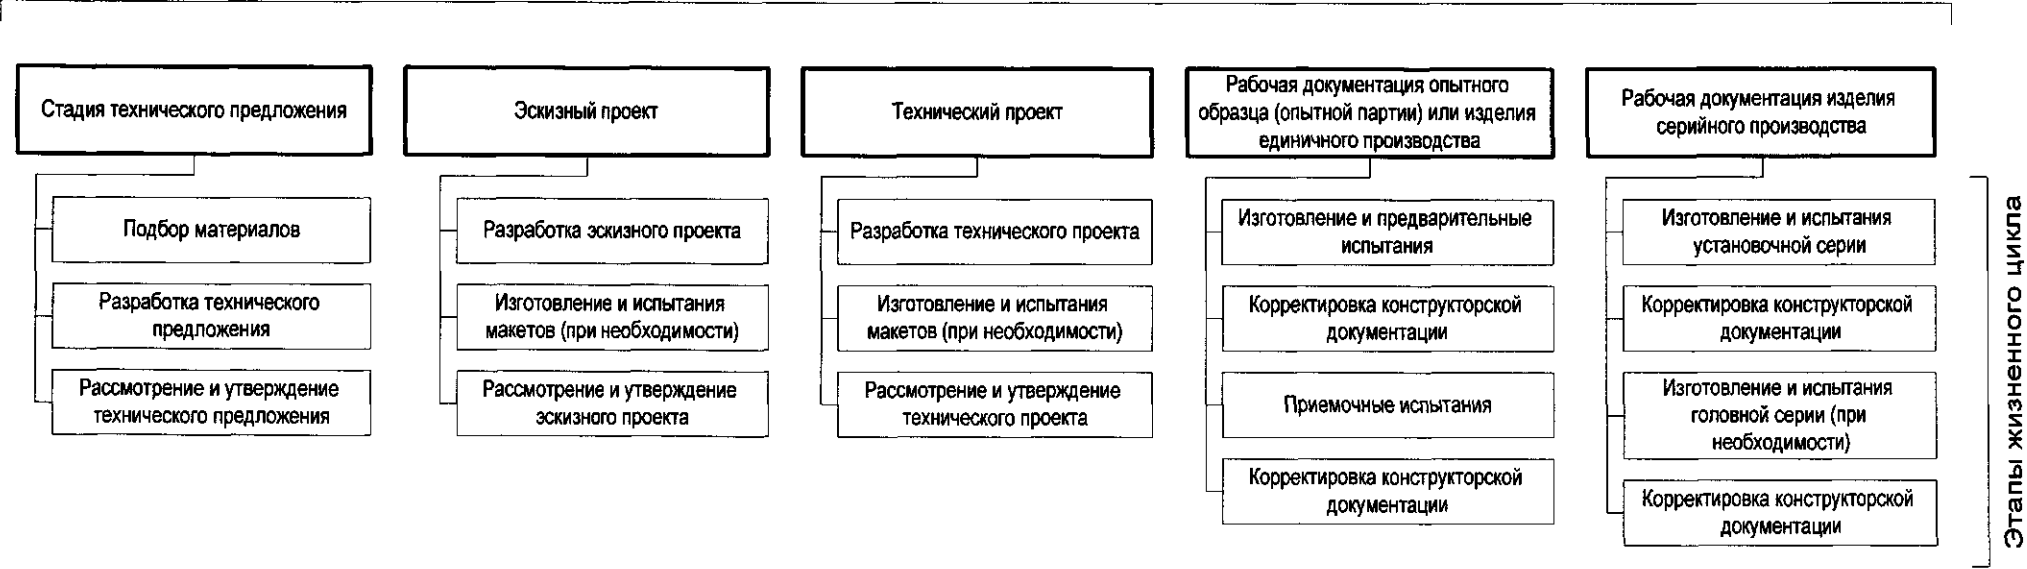 Стадия технического предложения
Подбор материалов
Разработка технического
предложения
Рассмотрение и утверждение
технического предложения
Эскизный проект
Разработка эскизного проекта
Изготовление и испытания
макетов (при необходимости)
Рассмотрение и утверждение
эскизного проекта
Технический проект
Разработка технического проекта
Изготовление и испытания
макетов (при необходимости)
Рассмотрение и утверждение
технического проекта
Рабочая документация опытного
образца (опытной партии) или изделия
единичного производства
Изготовление и предварительные
испытания
Корректировка конструкторской
документации
Приемочные испытания
Корректировка конструкторской
документации
Рабочая документация изделия
серийного производства
Изготовление и испытания
установочной серии
Корректировка конструкторской
документации
Изготовление и испытания
головной серии (при
необходимости)
Корректировка конструкторской
документации
Этапы жизненного цикла